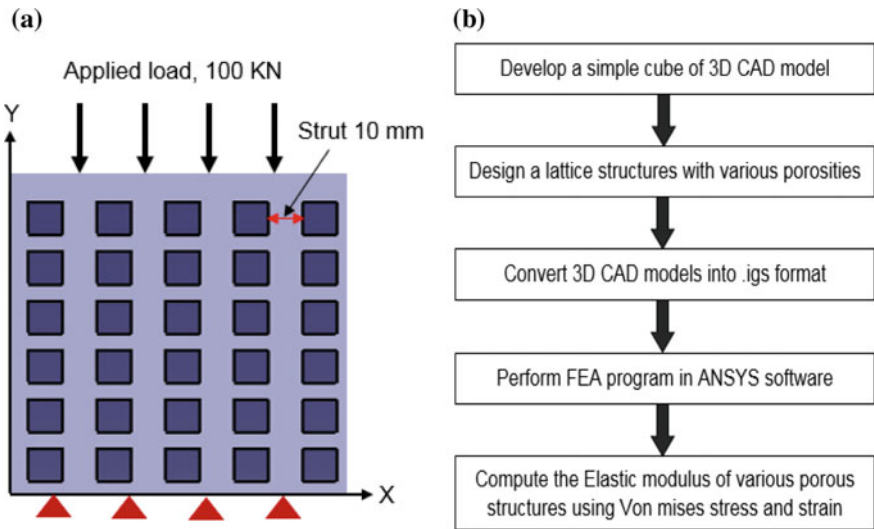 (a)
Applied load, 100 KN
Y
Strut 10 mm
X
(b)
Develop a simple cube of 3D CAD model
Design a lattice structures with various porosities
Convert 3D CAD models into .igs format
Perform FEA program in ANSYS software
Compute the Elastic modulus of various porous
structures using Von mises stress and strain